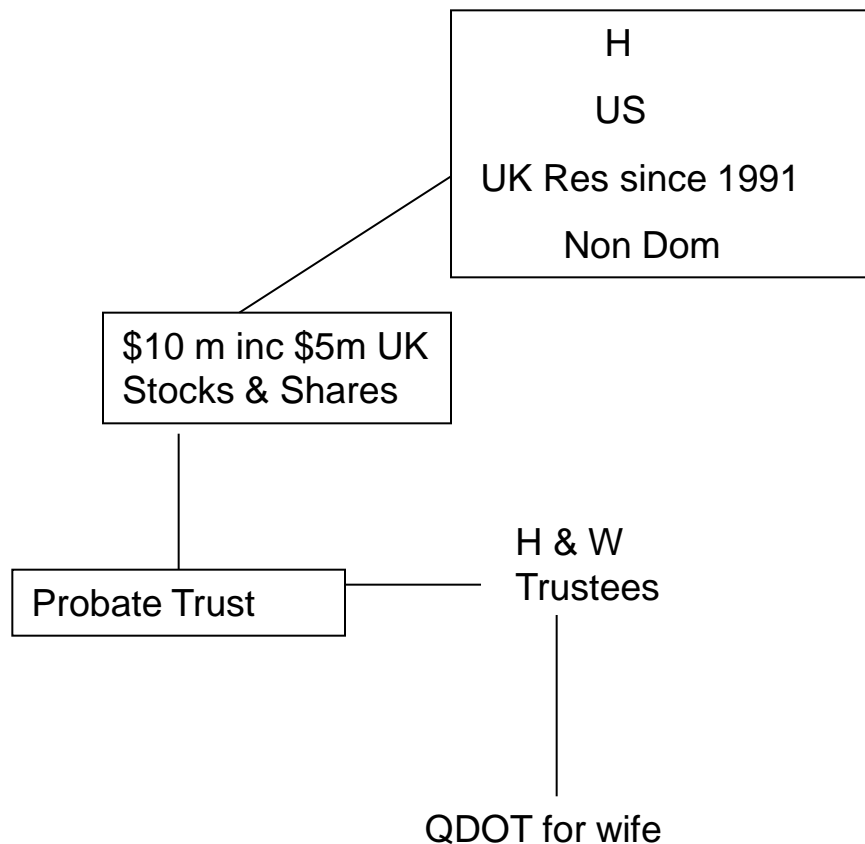 H
US
UK Res since 1991
Non Dom
$10 m inc $5m UK
Stocks & Shares
H & W
Trustees
Probate Trust
QDOT for wife